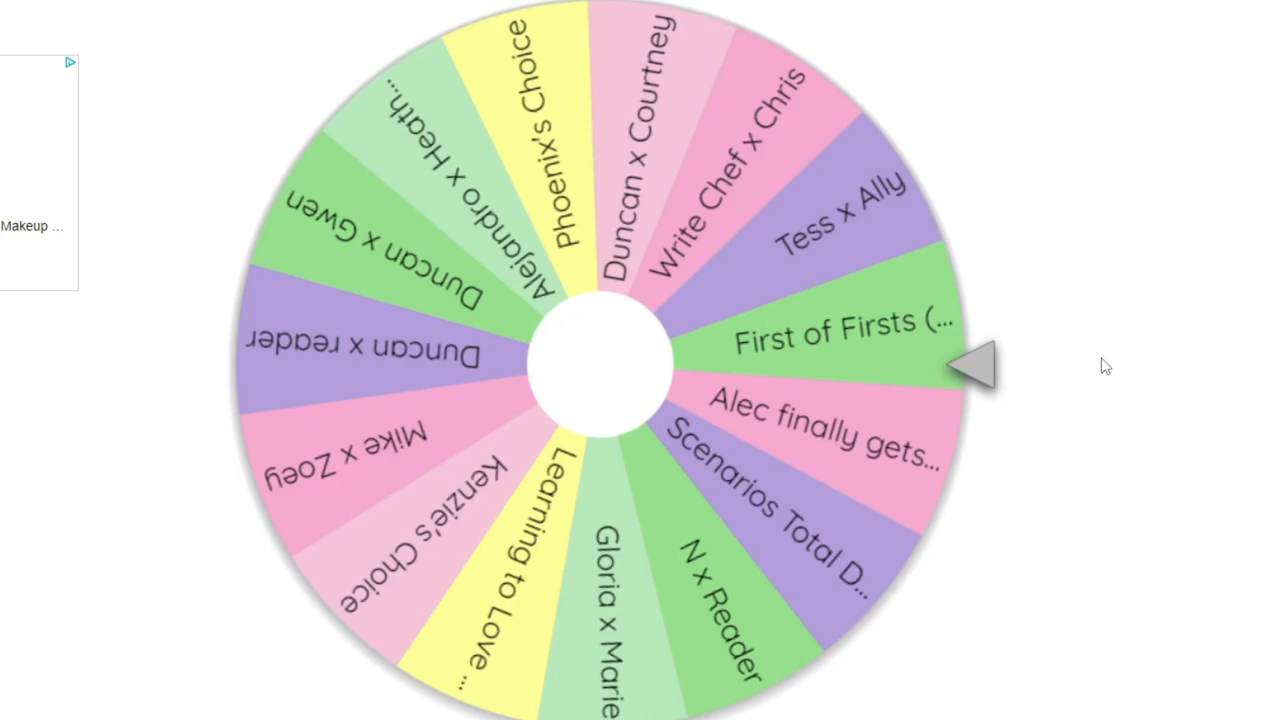 Makeup ...
Phoenix's Choice
Duncan x Courtney
Write Chef x Chris
Tess x Ally
First of Firsts (...
Alec finally gets...
Scenarios Total D...
N x Reader
Gloria x Marie
Learning to Love ...
Kenzie's Choice
Mike x Zoey
Duncan x reader
Duncan x Gwen
Alejandro x Heath...